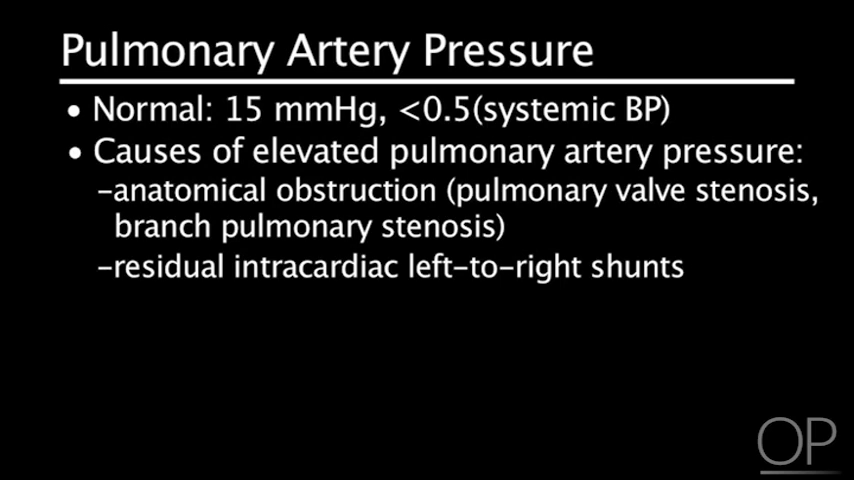 Pulmonary Artery Pressure
• Normal: 15 mmHg, <0.5(systemic BP)
• Causes of elevated pulmonary artery pressure:
–anatomical obstruction (pulmonary valve stenosis,
branch pulmonary stenosis)
–residual intracardiac left–to–right shunts
OP